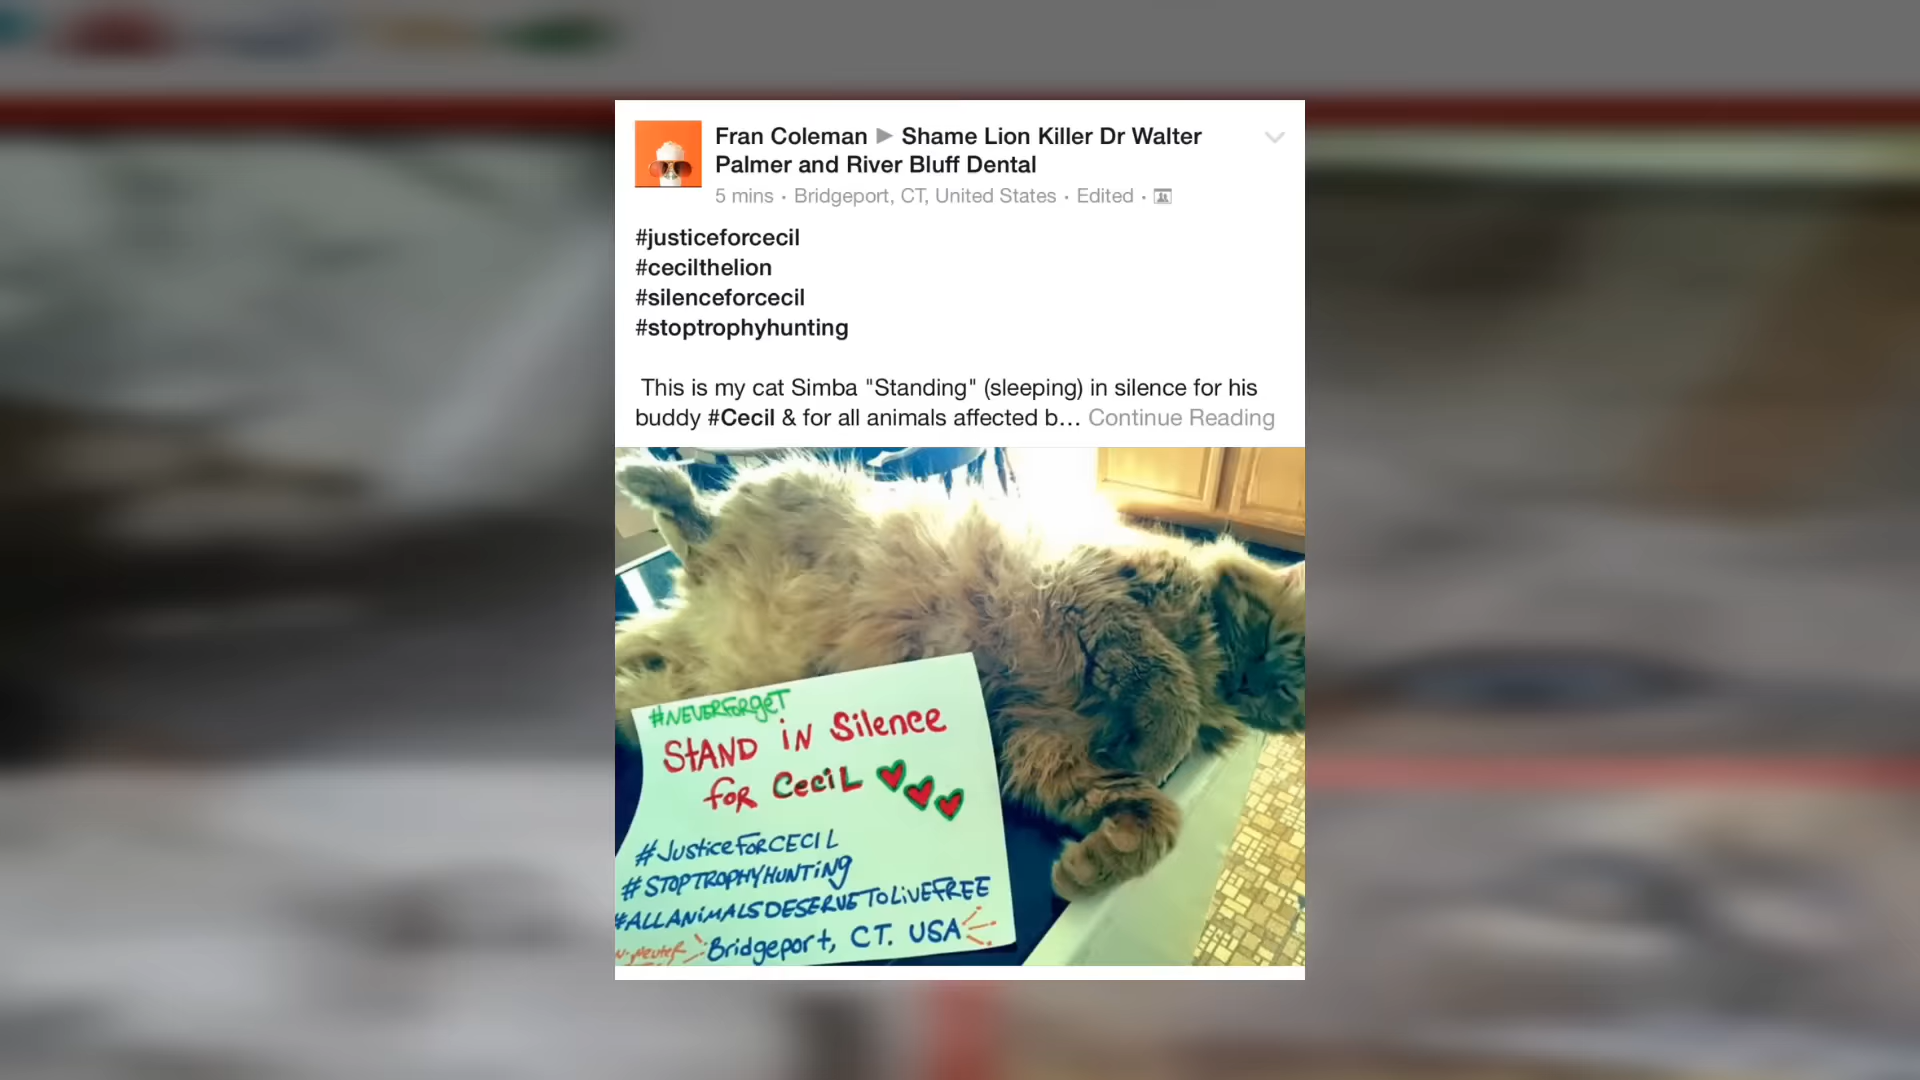 Fran Coleman ▶ Shame Lion Killer Dr Walter
Palmer and River Bluff Dental
5 mins · Bridgeport, CT, United States · Edited ·
#justiceforcecil
#cecilthelion
#silenceforcecil
#stoptrophyhunting
This is my cat Simba "Standing" (sleeping) in silence for his
buddy #Cecil & for all animals affected b... Continue Reading
#NEVERFORgeT
StAND iN Silence
foR CeciL
#JusticeFoRCECIL
#STOPTROPHYHUNTiNg
#ALLANiMALSDESERVEToLiVEFREE
Bridgeport, CT. USA